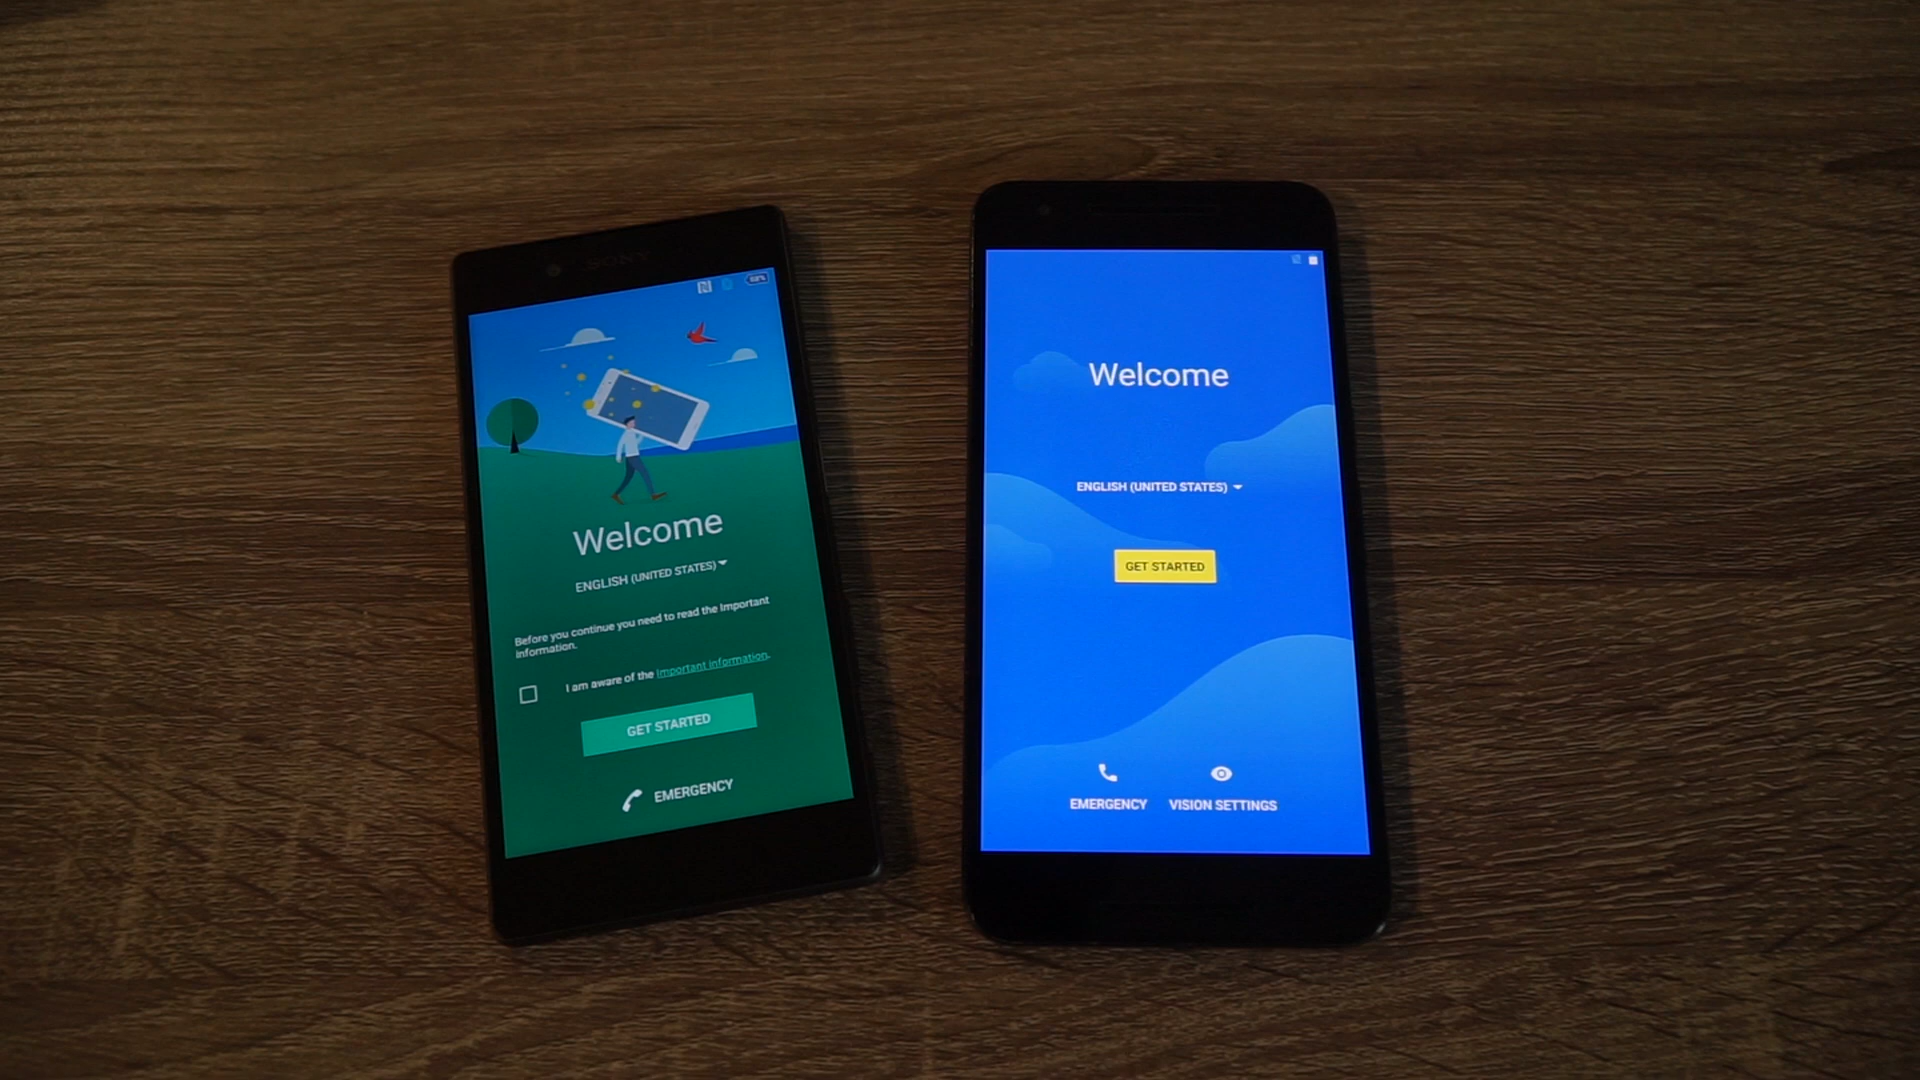 SONY
Welcome
ENGLISH (UNITED STATES)
Before you continue you need to read the Important
information.
I am aware of the Important information.
GET STARTED
EMERGENCY
Welcome
ENGLISH (UNITED STATES)
GET STARTED
EMERGENCY
VISION SETTINGS